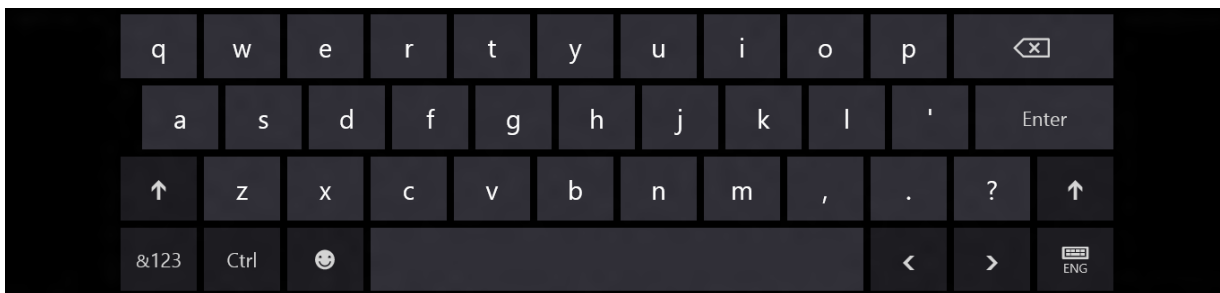 q w e r t y u i o p
a s d f g h j k l ' Enter
z x c v b n m , . ?
&123 Ctrl < > ENG